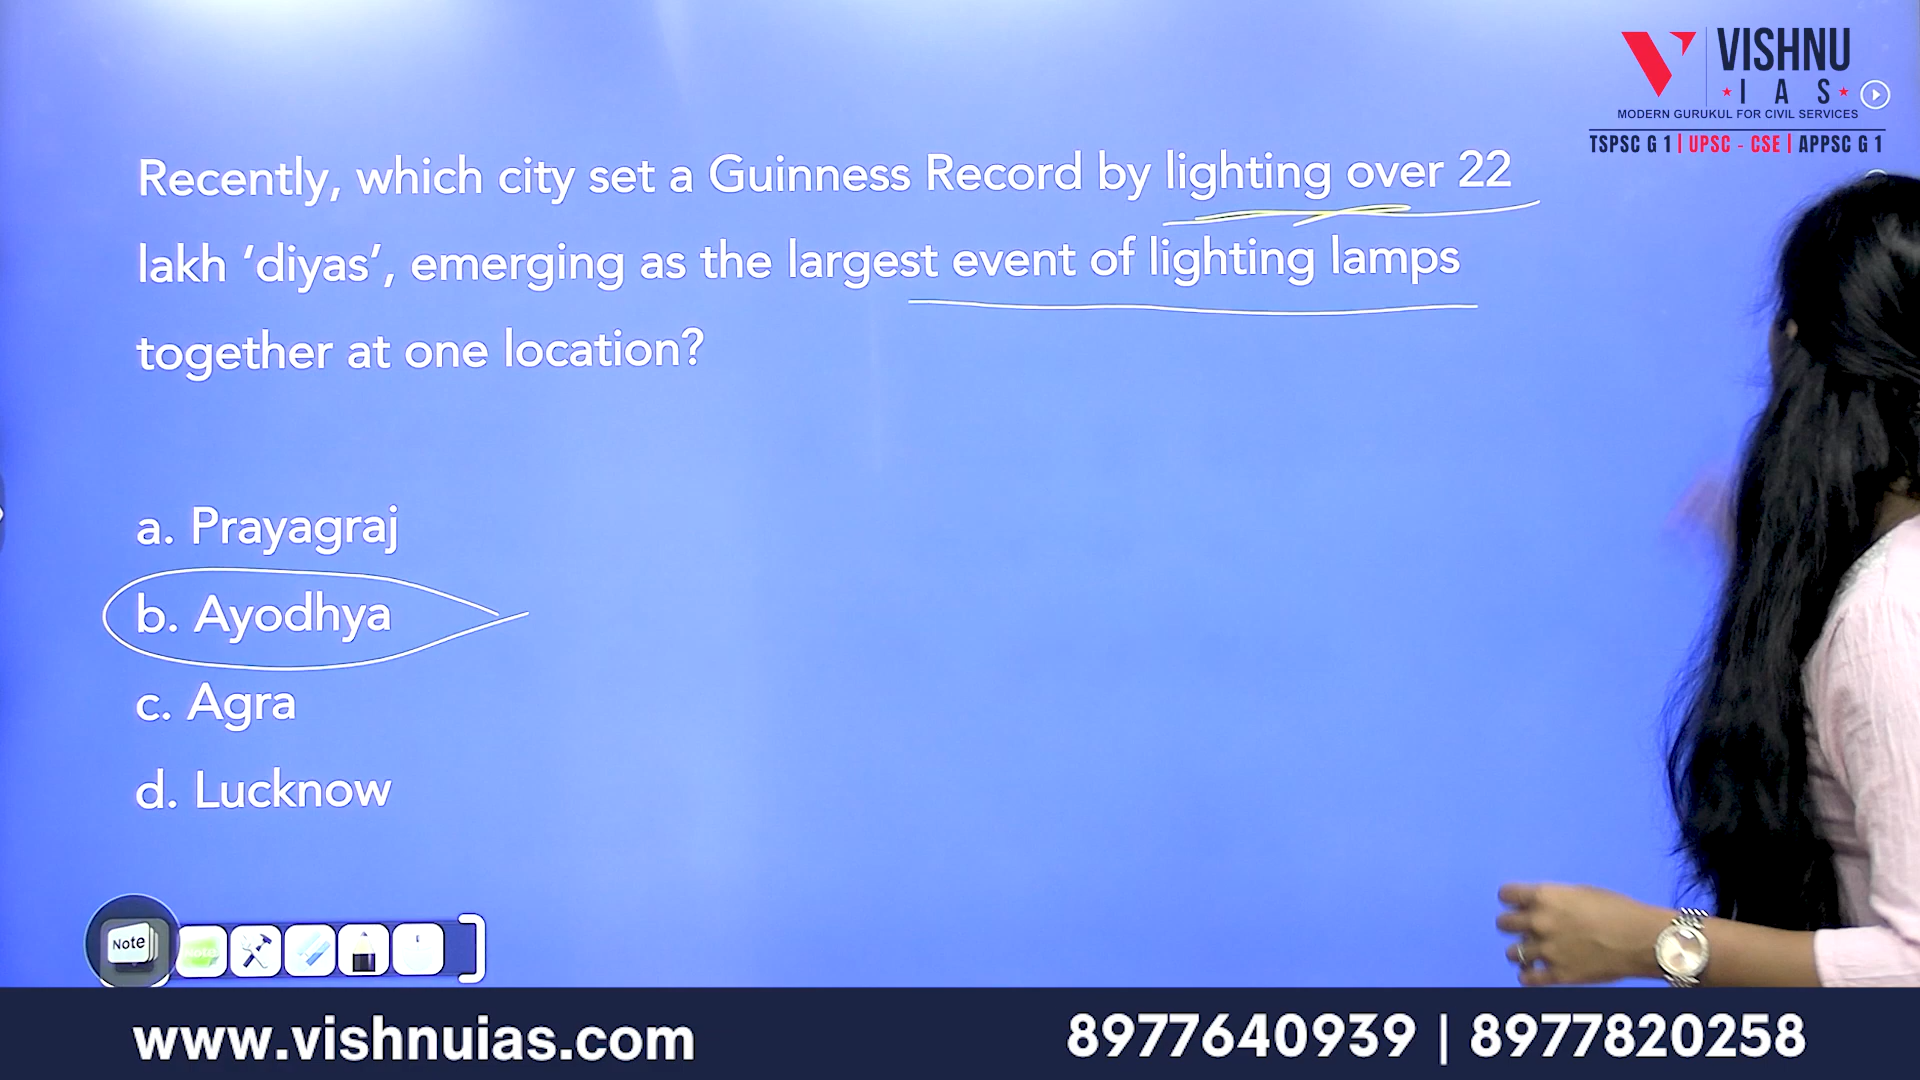 VISHNU
I A S
MODERN GURUKUL FOR CIVIL SERVICES
TSPSC G 1 | UPSC - CSE | APPSC G 1
Recently, which city set a Guinness Record by lighting over 22
lakh ‘diyas’, emerging as the largest event of lighting lamps
together at one location?
a. Prayagraj
b. Ayodhya
c. Agra
d. Lucknow
Note
www.vishnuias.com
8977640939 | 8977820258